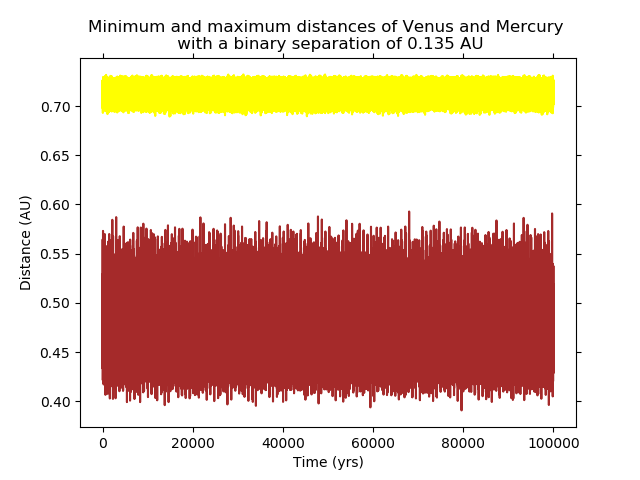 Minimum and maximum distances of Venus and Mercury
with a binary separation of 0.135 AU
0.70
0.65
0.60
0.55
0.50
0.45
0.40
Distance (AU)
0 20000 40000 60000 80000 100000
Time (yrs)